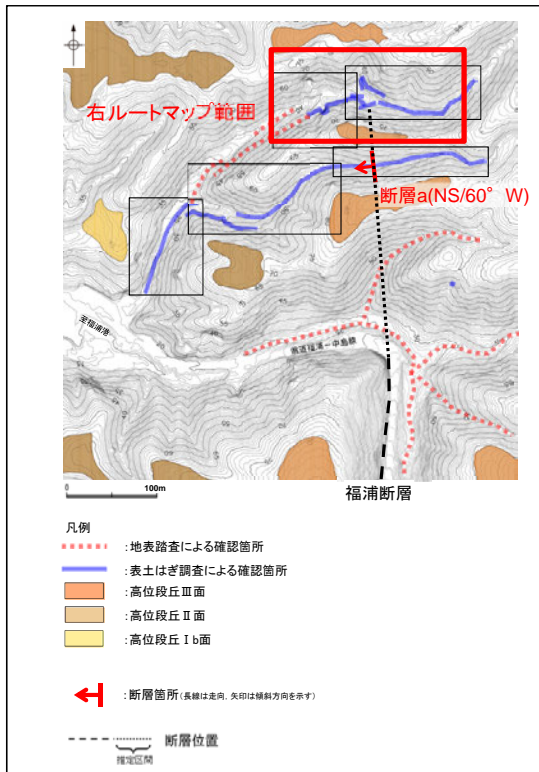 右ルートマップ範囲
断層a(NS/60°W)
至福浦港
県道福浦ー中島線
0 100m
福浦断層
凡例
:地表踏査による確認箇所
:表土はぎ調査による確認箇所
:高位段丘Ⅲ面
:高位段丘Ⅱ面
:高位段丘Ⅰb面
:断層箇所(長線は走向，矢印は傾斜方向を示す)
断層位置
推定区間